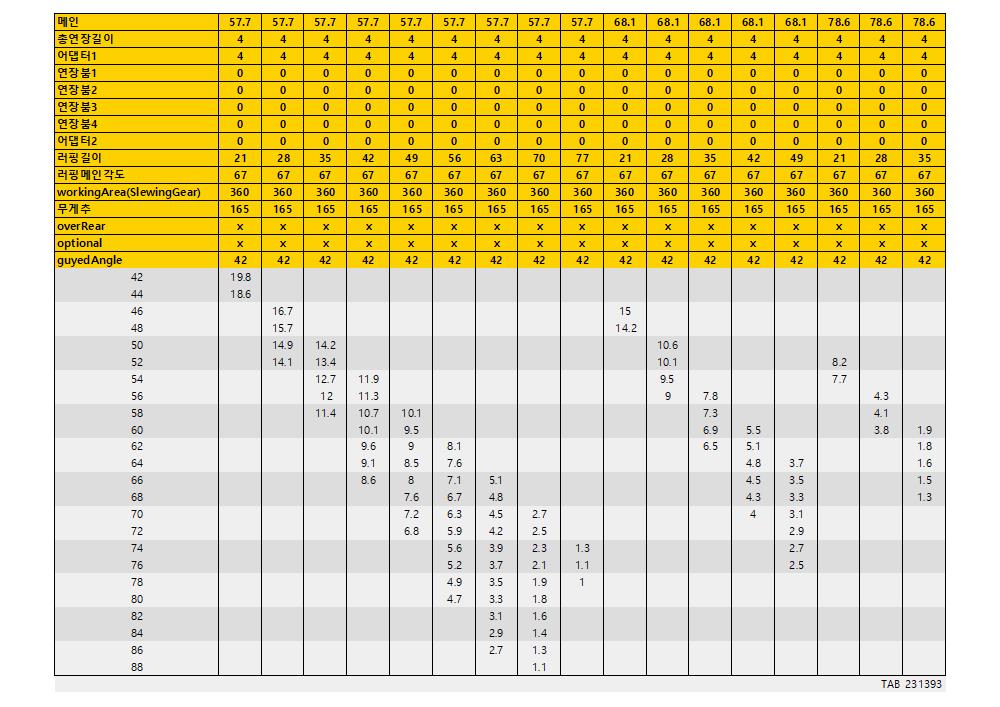 메인 57.7 57.7 57.7 57.7 57.7 57.7 57.7 57.7 57.7 68.1 68.1 68.1 68.1 68.1 78.6 78.6 78.6
총연장길이 4 4 4 4 4 4 4 4 4 4 4 4 4 4 4 4 4
어댑터1 4 4 4 4 4 4 4 4 4 4 4 4 4 4 4 4 4
연장붐1 0 0 0 0 0 0 0 0 0 0 0 0 0 0 0 0 0
연장붐2 0 0 0 0 0 0 0 0 0 0 0 0 0 0 0 0 0
연장붐3 0 0 0 0 0 0 0 0 0 0 0 0 0 0 0 0 0
연장붐4 0 0 0 0 0 0 0 0 0 0 0 0 0 0 0 0 0
어댑터2 0 0 0 0 0 0 0 0 0 0 0 0 0 0 0 0 0
러핑길이 21 28 35 42 49 56 63 70 77 21 28 35 42 49 21 28 35
러핑메인각도 67 67 67 67 67 67 67 67 67 67 67 67 67 67 67 67 67
workingArea(SlewingGear) 360 360 360 360 360 360 360 360 360 360 360 360 360 360 360 360 360
무게추 165 165 165 165 165 165 165 165 165 165 165 165 165 165 165 165 165
overRear x x x x x x x x x x x x x x x x x
optional x x x x x x x x x x x x x x x x x
guyedAngle 42 42 42 42 42 42 42 42 42 42 42 42 42 42 42 42 42
42 19.8
44 18.6
46 16.7 15
48 15.7 14.2
50 14.9 14.2 10.6
52 14.1 13.4 10.1 8.2
54 12.7 11.9 9.5 7.7
56 12 11.3 9 7.8 4.3
58 11.4 10.7 10.1 7.3 4.1
60 10.1 9.5 6.9 5.5 3.8 1.9
62 9.6 9 8.1 6.5 5.1 1.8
64 9.1 8.5 7.6 4.8 3.7 1.6
66 8.6 8 7.1 5.1 4.5 3.5 1.5
68 7.6 6.7 4.8 4.3 3.3 1.3
70 7.2 6.3 4.5 2.7 4 3.1
72 6.8 5.9 4.2 2.5 2.9
74 5.6 3.9 2.3 1.3 2.7
76 5.2 3.7 2.1 1.1 2.5
78 4.9 3.5 1.9 1
80 4.7 3.3 1.8
82 3.1 1.6
84 2.9 1.4
86 2.7 1.3
88 1.1
TAB 231393